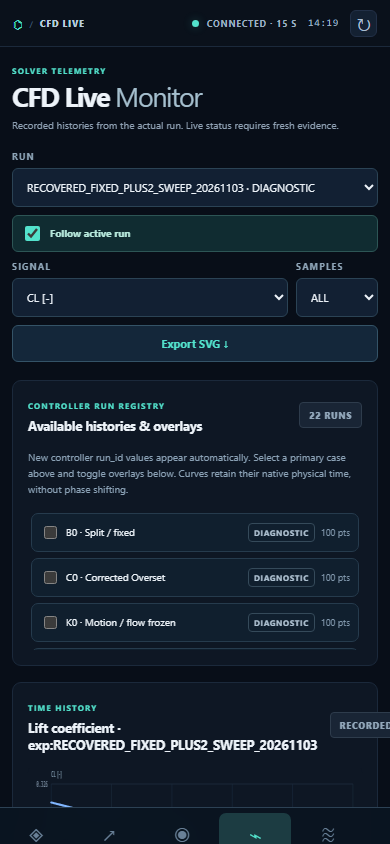 / CFD LIVE
CONNECTED · 15 S 14:19
SOLVER TELEMETRY
CFD Live Monitor
Recorded histories from the actual run. Live status requires fresh evidence.
RUN
RECOVERED_FIXED_PLUS2_SWEEP_20261103 · DIAGNOSTIC
Follow active run
SIGNAL SAMPLES
CL [-] ALL
Export SVG ↓
CONTROLLER RUN REGISTRY
Available histories & overlays
22 RUNS
New controller run_id values appear automatically. Select a primary case
above and toggle overlays below. Curves retain their native physical time,
without phase shifting.
B0 · Split / fixed DIAGNOSTIC 100 pts
C0 · Corrected Overset DIAGNOSTIC 100 pts
K0 · Motion / flow frozen DIAGNOSTIC 100 pts
TIME HISTORY
Lift coefficient ·
exp:RECOVERED_FIXED_PLUS2_SWEEP_20261103
RECORDED
CL [-]